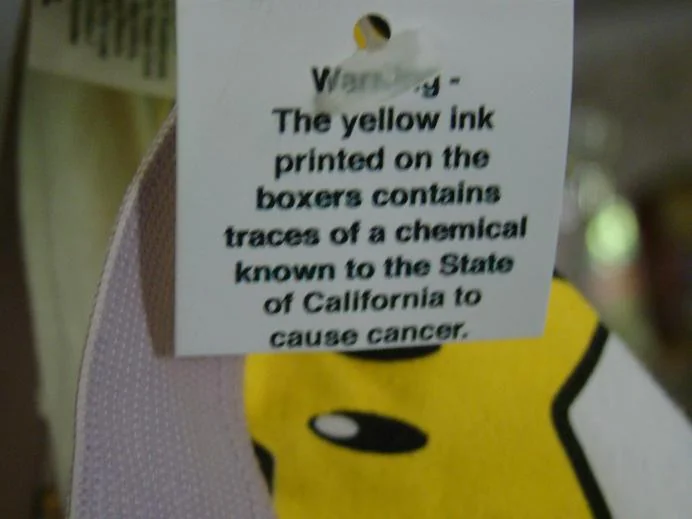 Warning -
The yellow ink
printed on the
boxers contains
traces of a chemical
known to the State
of California to
cause cancer.